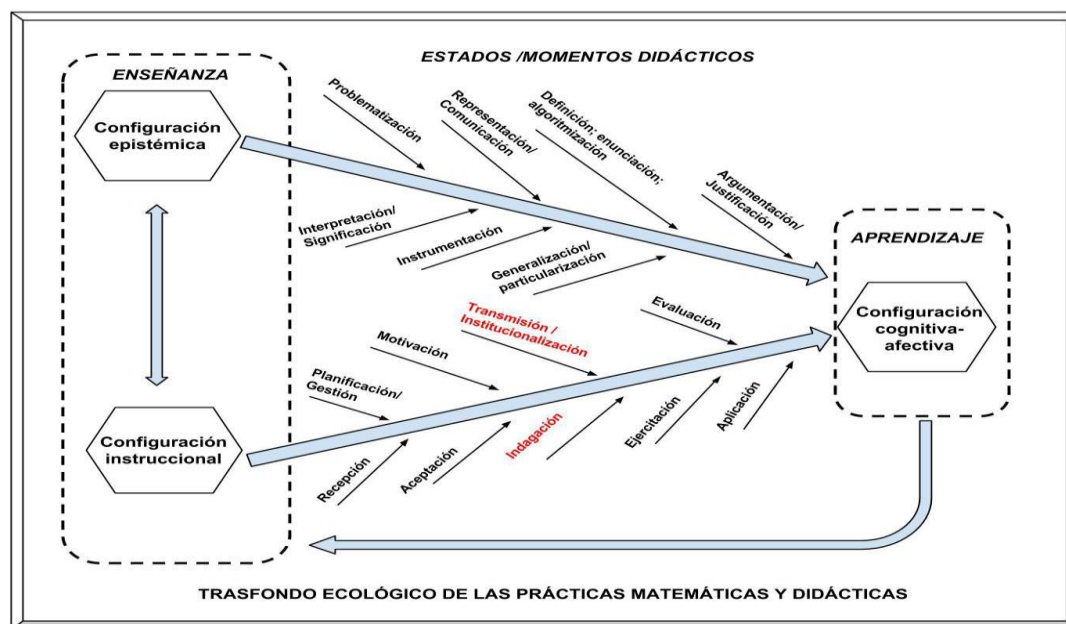 ESTADOS /MOMENTOS DIDÁCTICOS
ENSEÑANZA
Configuración
epistémica
Problematización
Representación/
Comunicación
Definición; enunciación;
algoritmización
Argumentación/
Justificación
Interpretación/
Significación
Instrumentación
Generalización/
particularización
APRENDIZAJE
Configuración
cognitiva-
afectiva
Transmisión /
Institucionalización
Evaluación
Motivación
Planificación/
Gestión
Configuración
instruccional
Recepción
Aceptación
Indagación
Ejercitación
Aplicación
TRASFONDO ECOLÓGICO DE LAS PRÁCTICAS MATEMÁTICAS Y DIDÁCTICAS